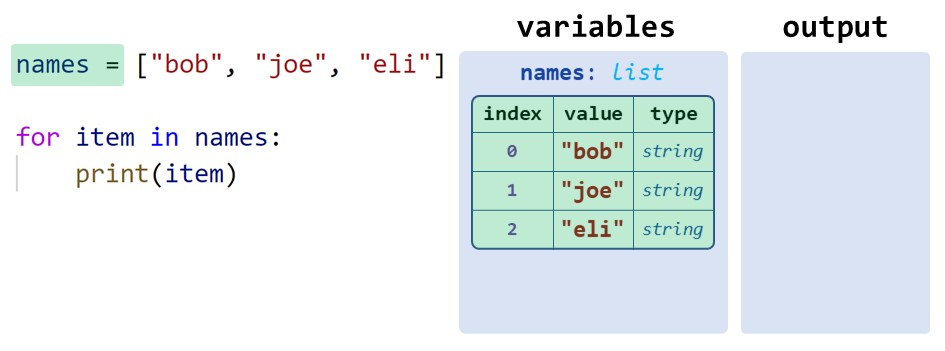 names = ["bob", "joe", "eli"]
for item in names:
    print(item)
variables
names: list
index value type
0 "bob" string
1 "joe" string
2 "eli" string
output